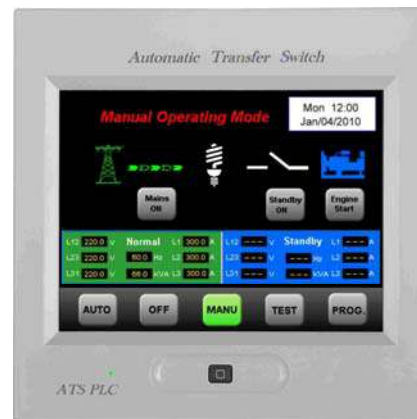 Automatic Transfer Switch
Manual Operating Mode
Mon 12:00
Jan/04/2010
Mains
ON
Standby
ON
Engine
Start
L12 220.0 V Normal L1 300.0 A
L23 220.0 V 60.0 Hz L2 300.0 A
L31 220.0 V 66.0 kVA L3 300.0 A
L12 --- V Standby L1 --- A
L23 --- V --- Hz L2 --- A
L31 --- V --- kVA L3 --- A
AUTO
OFF
MANU
TEST
PROG.
ATS PLC